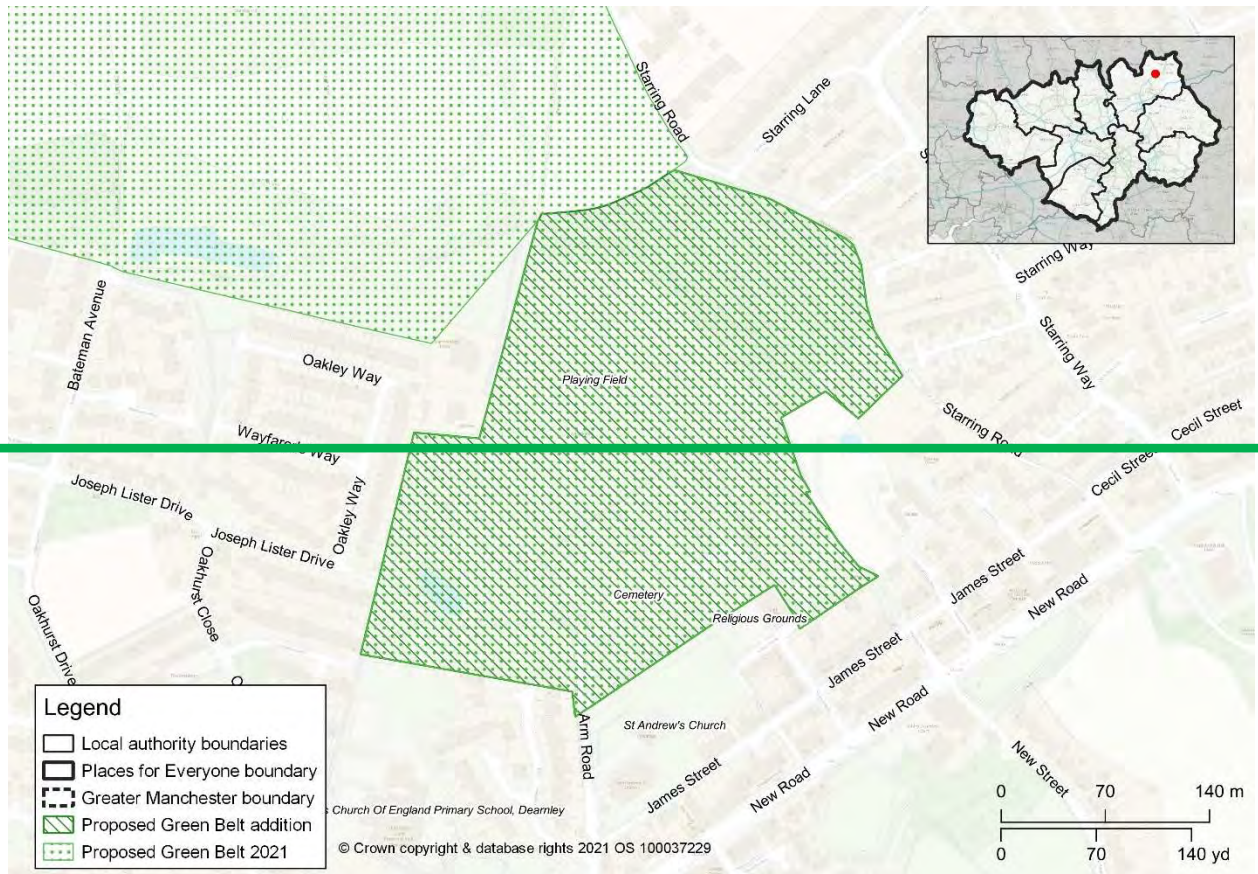 Starring Road
Starring Lane
Starring Way
Starring Way
Bateman Avenue
Oakley Way
Playing Field
Wayfarers Way
Starring Road
Cecil Street
Cecil Street
Joseph Lister Drive
Joseph Lister Drive
Oakley Way
Oakhurst Close
Oakhurst Drive
Cemetery
Religious Grounds
James Street
New Road
James Street
New Road
St Andrew's Church
Arm Road
New Street
James Street
New Road
Church Of England Primary School, Dearnley
Legend
Local authority boundaries
Places for Everyone boundary
Greater Manchester boundary
Proposed Green Belt addition
Proposed Green Belt 2021
© Crown copyright & database rights 2021 OS 100037229
0 70 140 m
0 70 140 yd